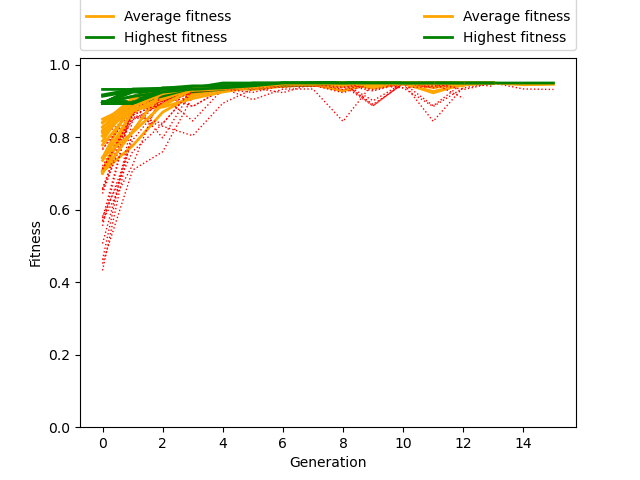 Average fitness Average fitness
Highest fitness Highest fitness
1.0
0.8
0.6
0.4
0.2
0.0
Fitness
0 2 4 6 8 10 12 14
Generation